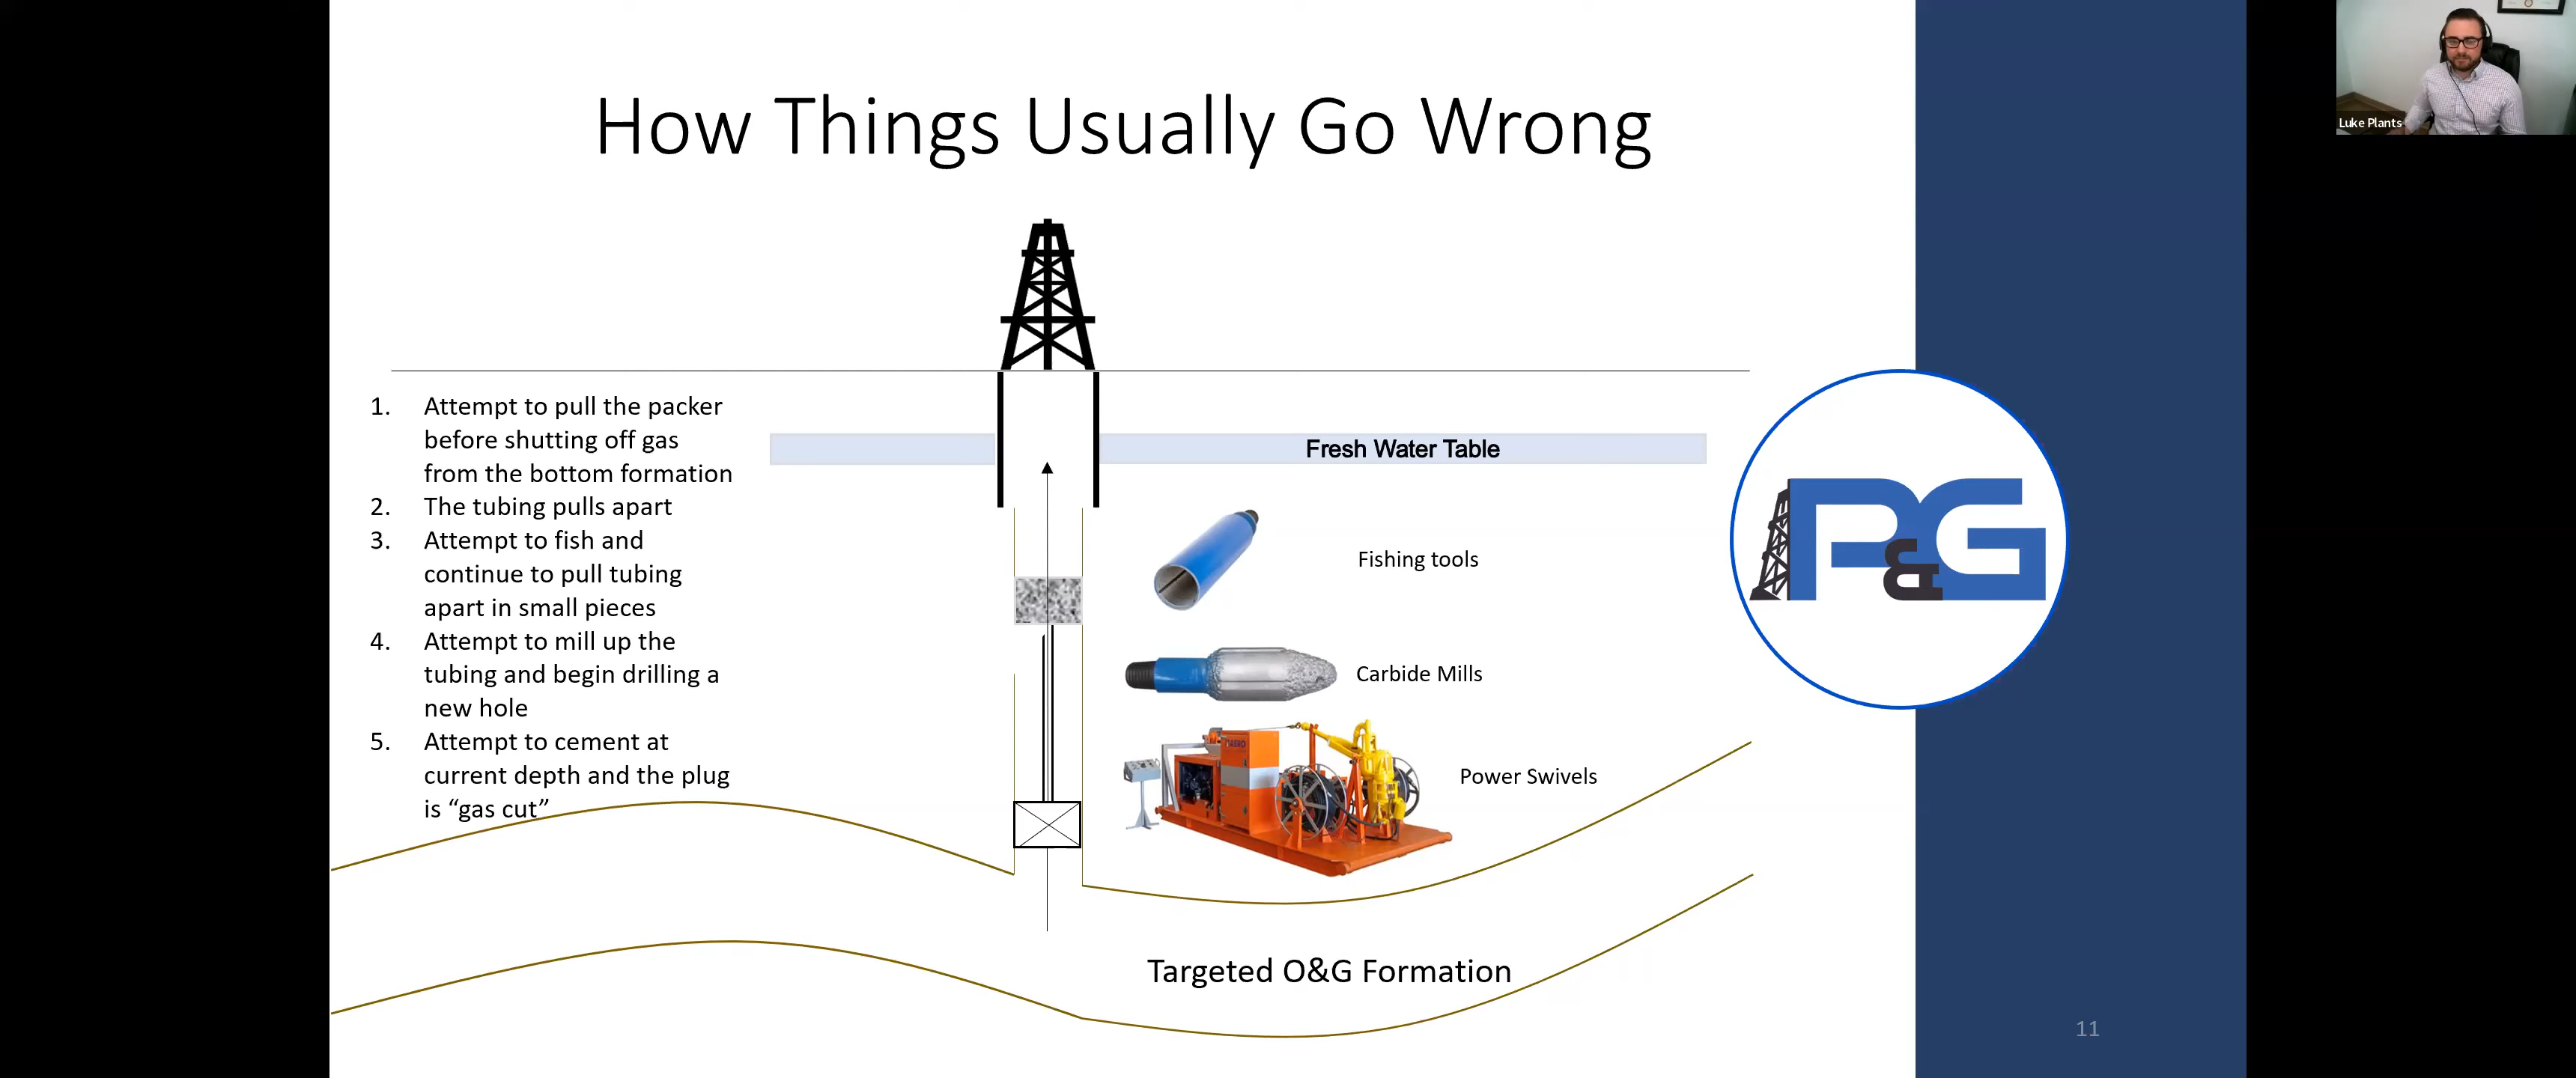 Luke Plants
How Things Usually Go Wrong
1. Attempt to pull the packer
before shutting off gas
from the bottom formation
2. The tubing pulls apart
3. Attempt to fish and
continue to pull tubing
apart in small pieces
4. Attempt to mill up the
tubing and begin drilling a
new hole
5. Attempt to cement at
current depth and the plug
is “gas cut”
Fresh Water Table
Fishing tools
Carbide Mills
Power Swivels
Targeted O&G Formation
P&G
11